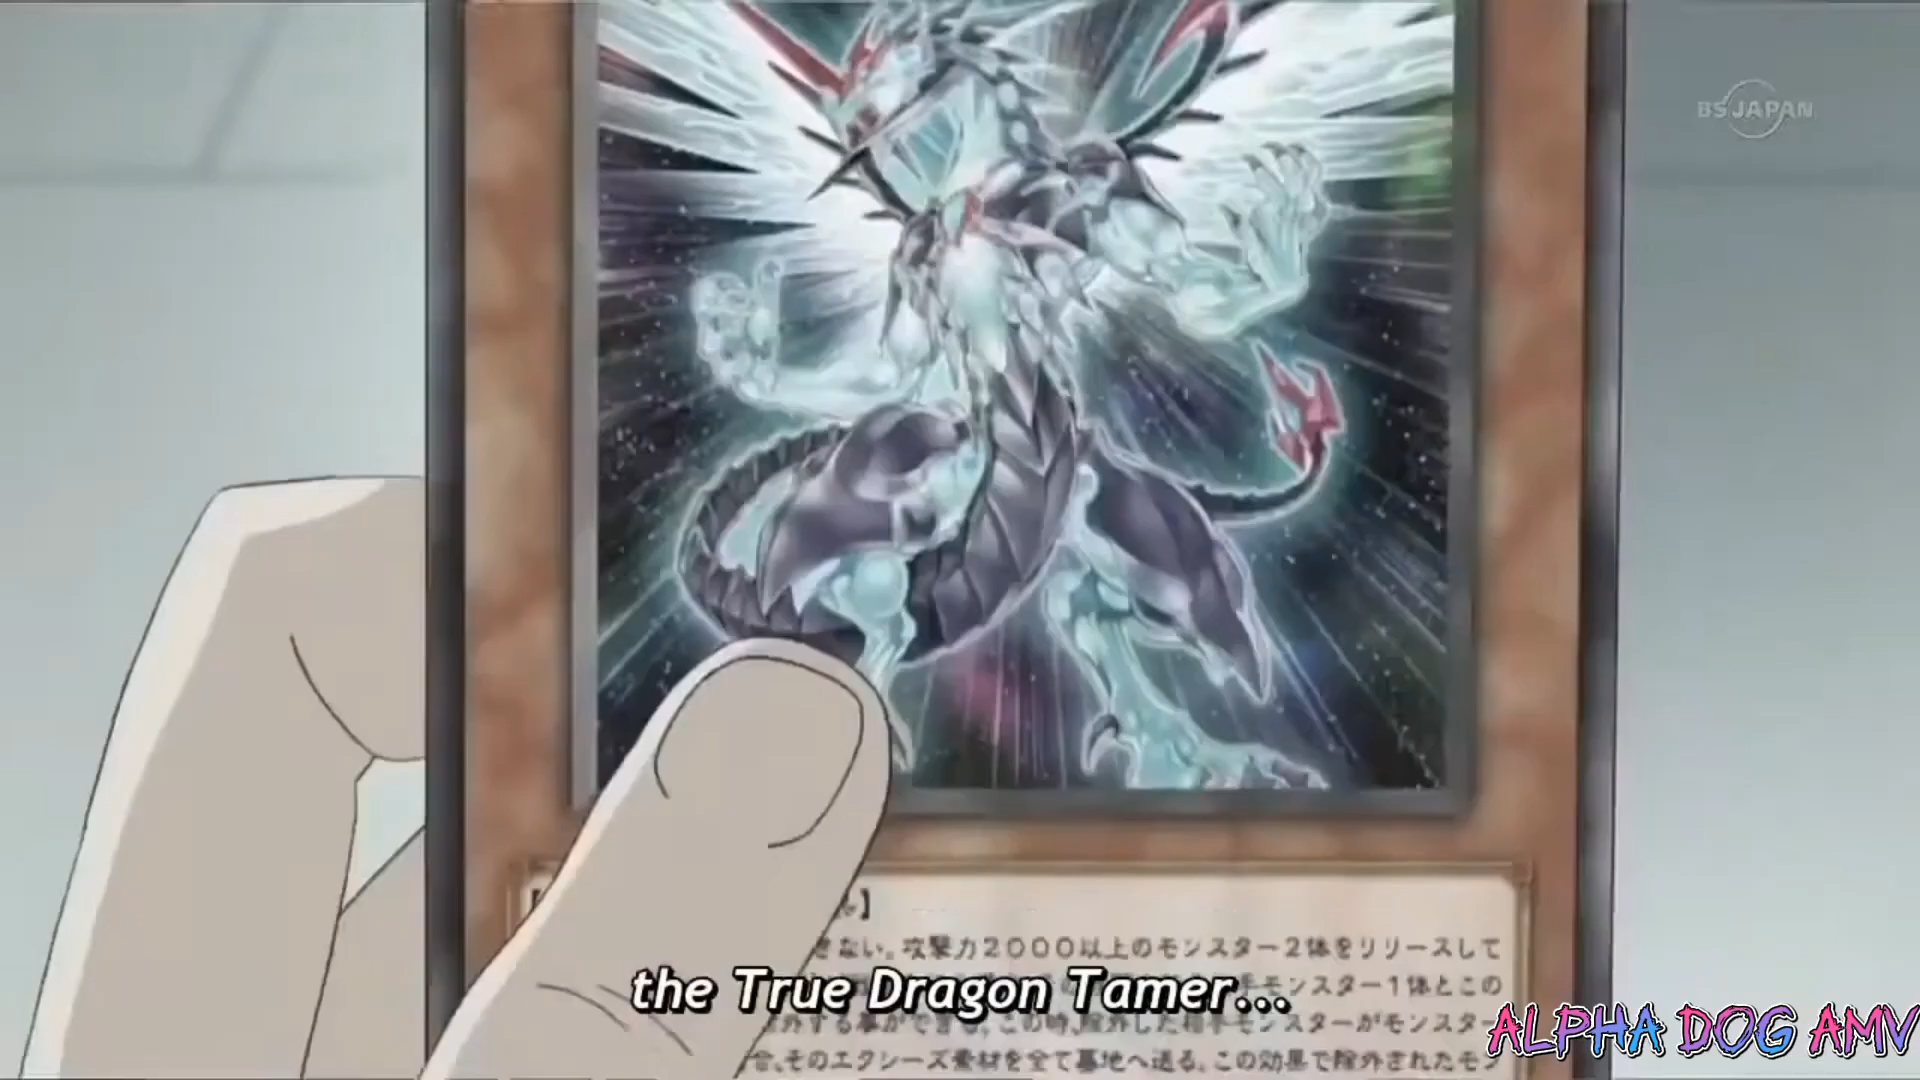 BS JAPAN
ル】
きない。攻撃力2000以上のモンスター2体をリリースして
the True Dragon Tamer...
手モンスター1体とこの
外する事ができる。この時、除外した相手モンスターがモンスター
合、そのエクシーズ素材を全て墓地へ送る。この効果で除外されたモン
ALPHA DOG AMV